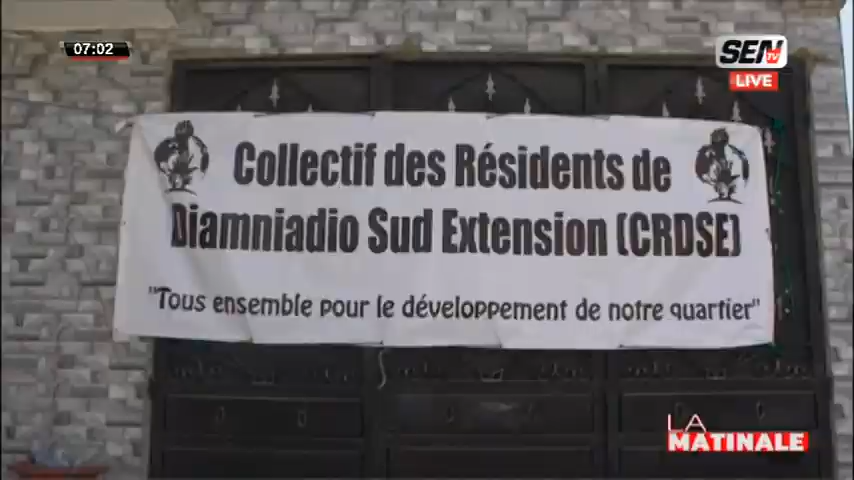 07:02
SEN TV
LIVE
Collectif des Résidents de
Diamniadio Sud Extension (CRDSE)
"Tous ensemble pour le développement de notre quartier"
LA
MATINALE